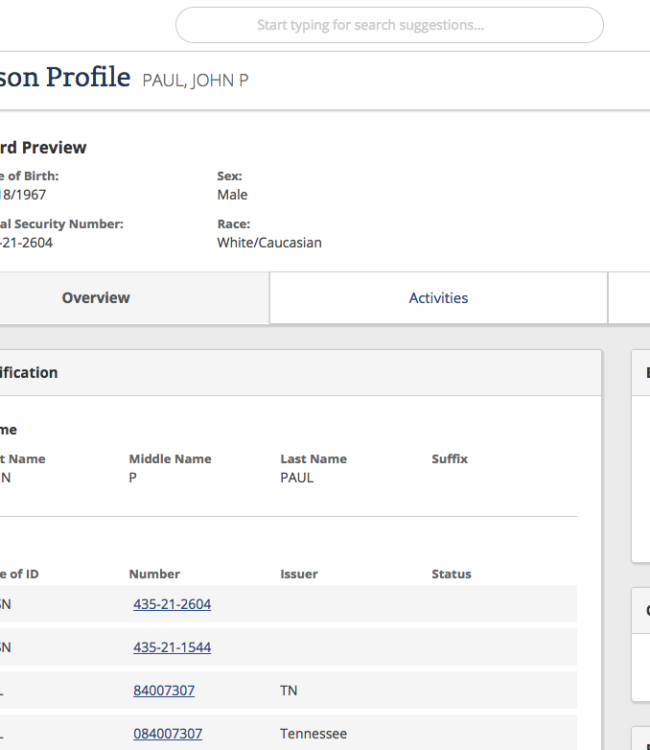 Start typing for search suggestions...
son Profile PAUL, JOHN P
rd Preview
e of Birth: Sex:
18/1967 Male
al Security Number: Race:
-21-2604 White/Caucasian
Overview Activities
ification
me
t Name Middle Name Last Name Suffix
N P PAUL
e of ID Number Issuer Status
SN 435-21-2604
SN 435-21-1544
L 84007307 TN
L 084007307 Tennessee